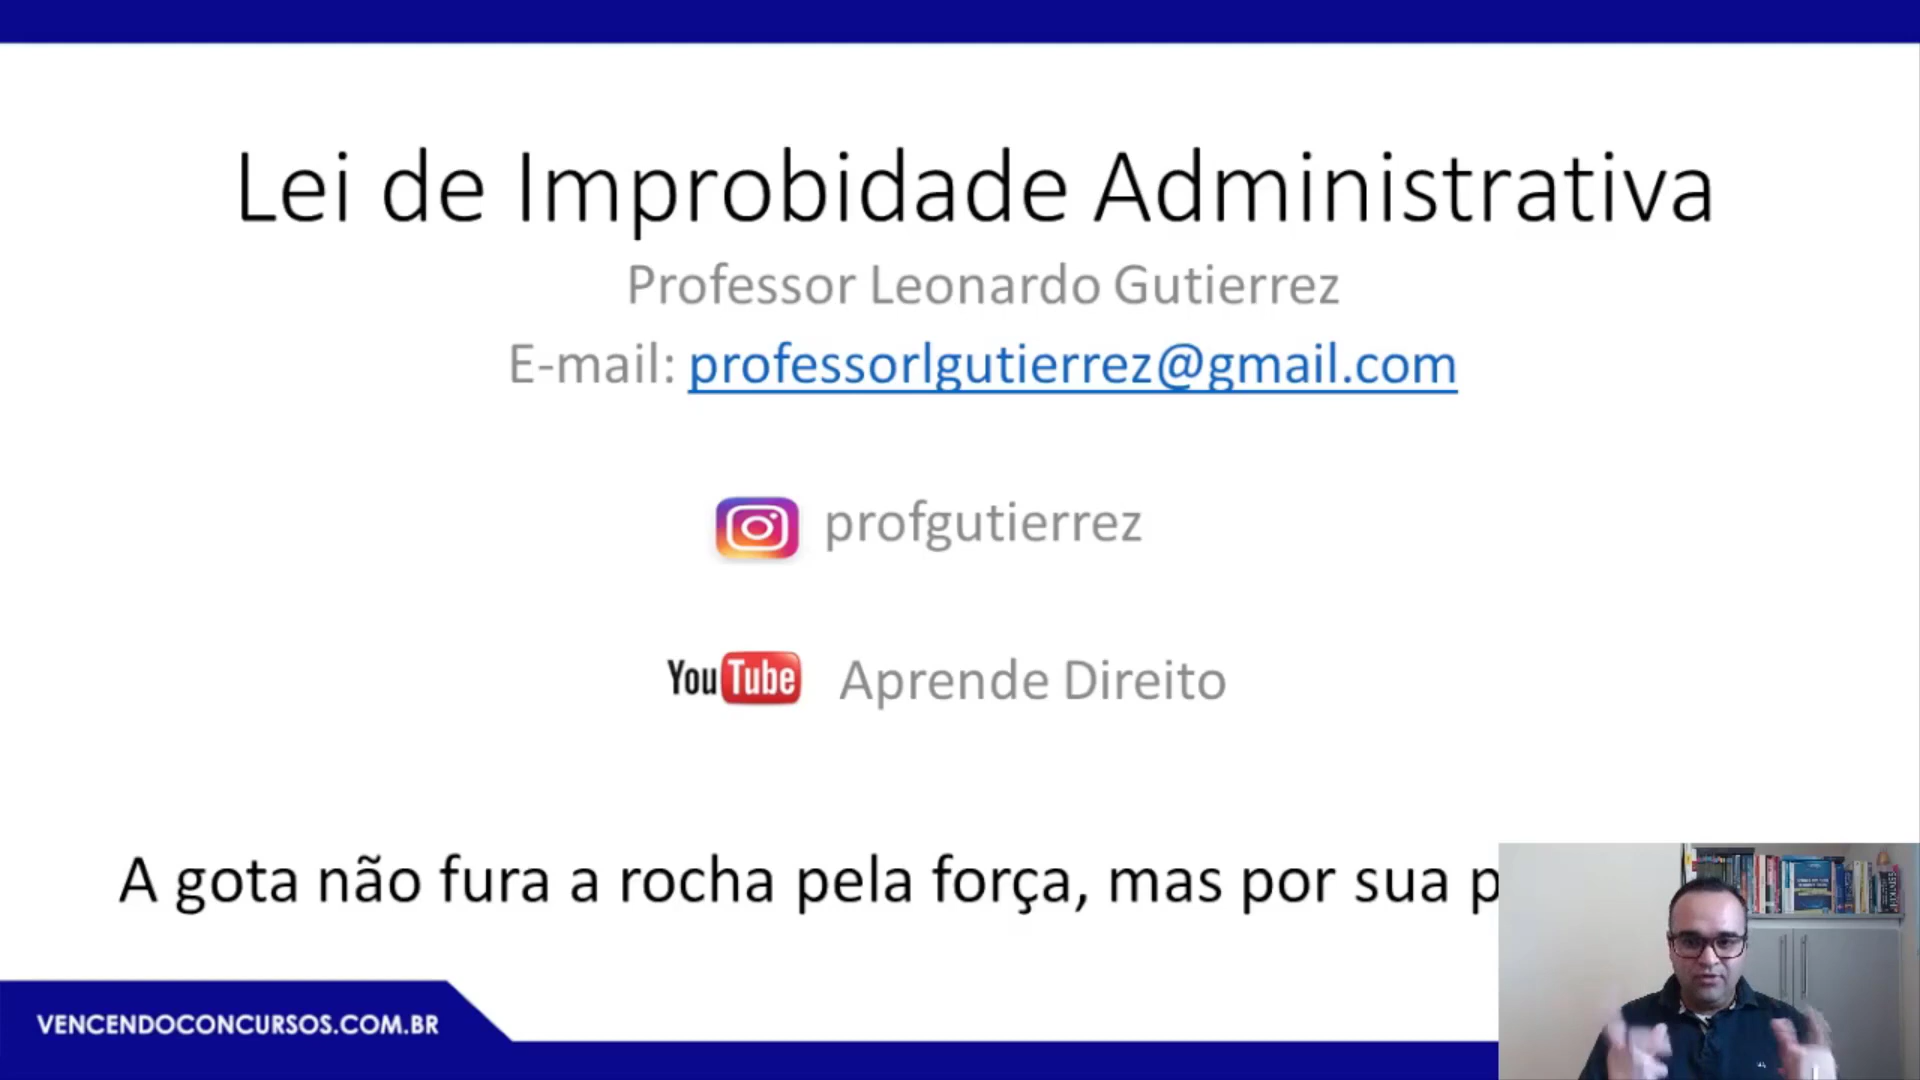 Lei de Improbidade Administrativa
Professor Leonardo Gutierrez
E-mail: professorlgutierrez@gmail.com
profgutierrez
YouTube Aprende Direito
A gota não fura a rocha pela força, mas por sua
VENCENDOCONCURSOS.COM.BR